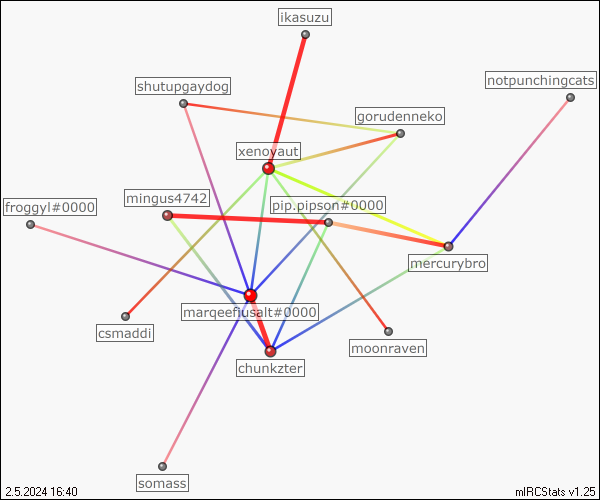 ikasuzu
notpunchingcats
shutupgaydog
gorudenneko
xenoyaut
mingus4742
pip.pipson#0000
froggyl#0000
mercurybro
marqeefiusalt#0000
csmaddi
moonraven
chunkzter
somass
2.5.2024 16:40
mIRCStats v1.25